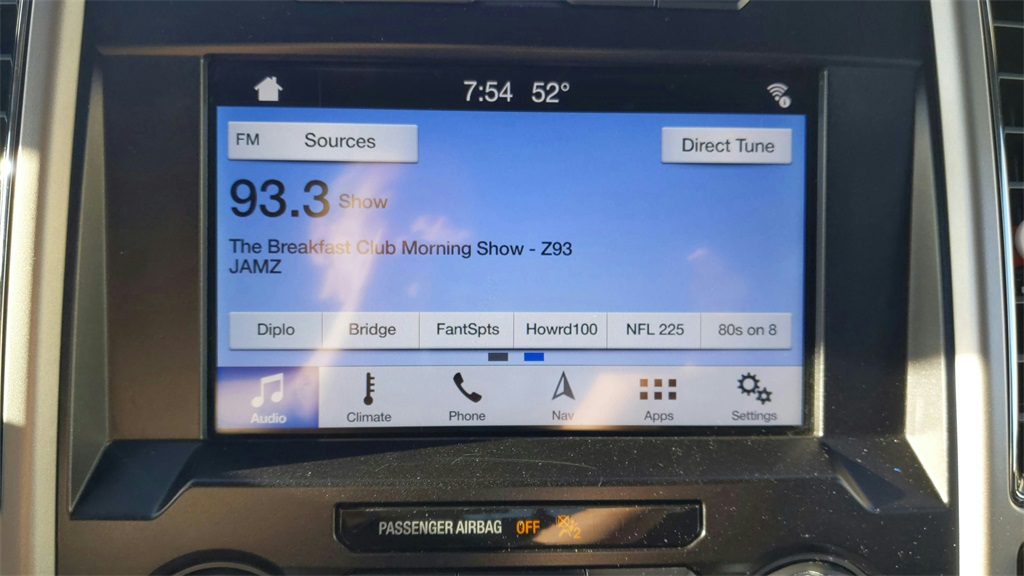 7:54 52°
FM Sources Direct Tune
93.3 Show
The Breakfast Club Morning Show - Z93
JAMZ
Diplo Bridge FantSpts Howrd100 NFL 225 80s on 8
Audio Climate Phone Nav Apps Settings
PASSENGER AIRBAG OFF 2